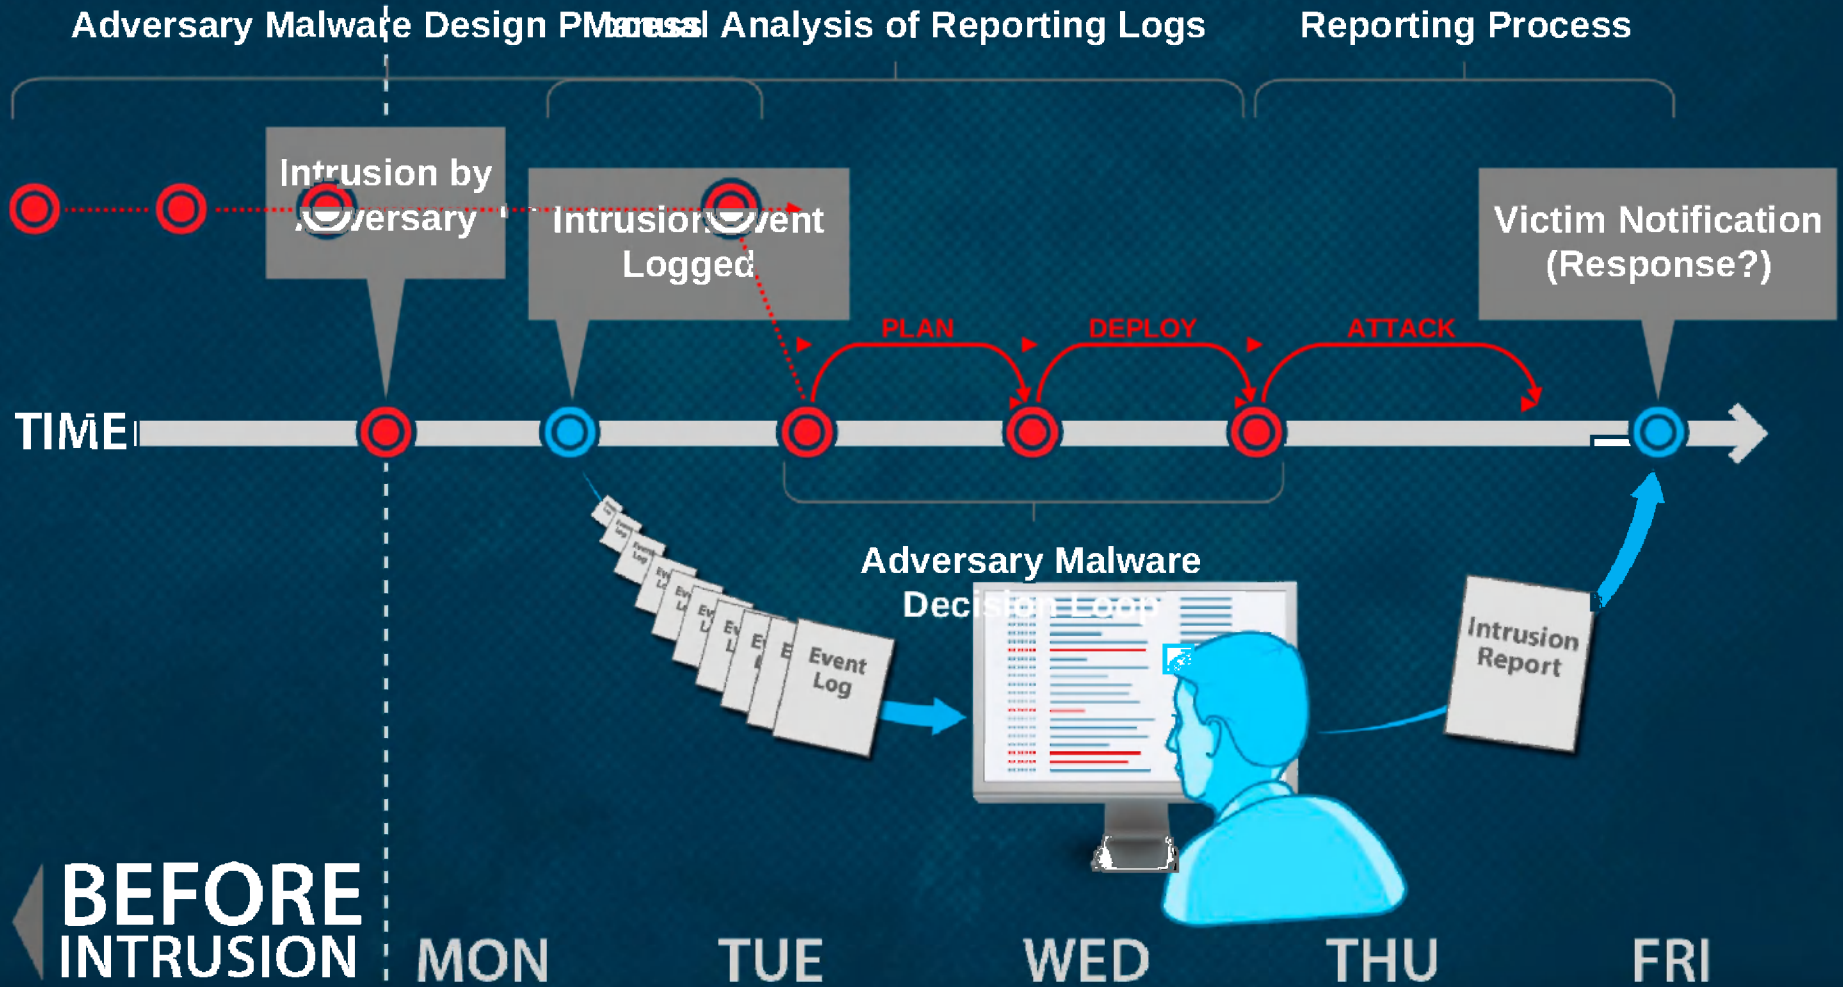 Adversary Malware Design Process
Manual Analysis of Reporting Logs
Reporting Process
Intrusion by
Adversary
Intrusion Event
Logged
Victim Notification
(Response?)
PLAN
DEPLOY
ATTACK
TIME
Adversary Malware
Decision Loop
Event
Log
Intrusion
Report
BEFORE
INTRUSION
MON
TUE
WED
THU
FRI